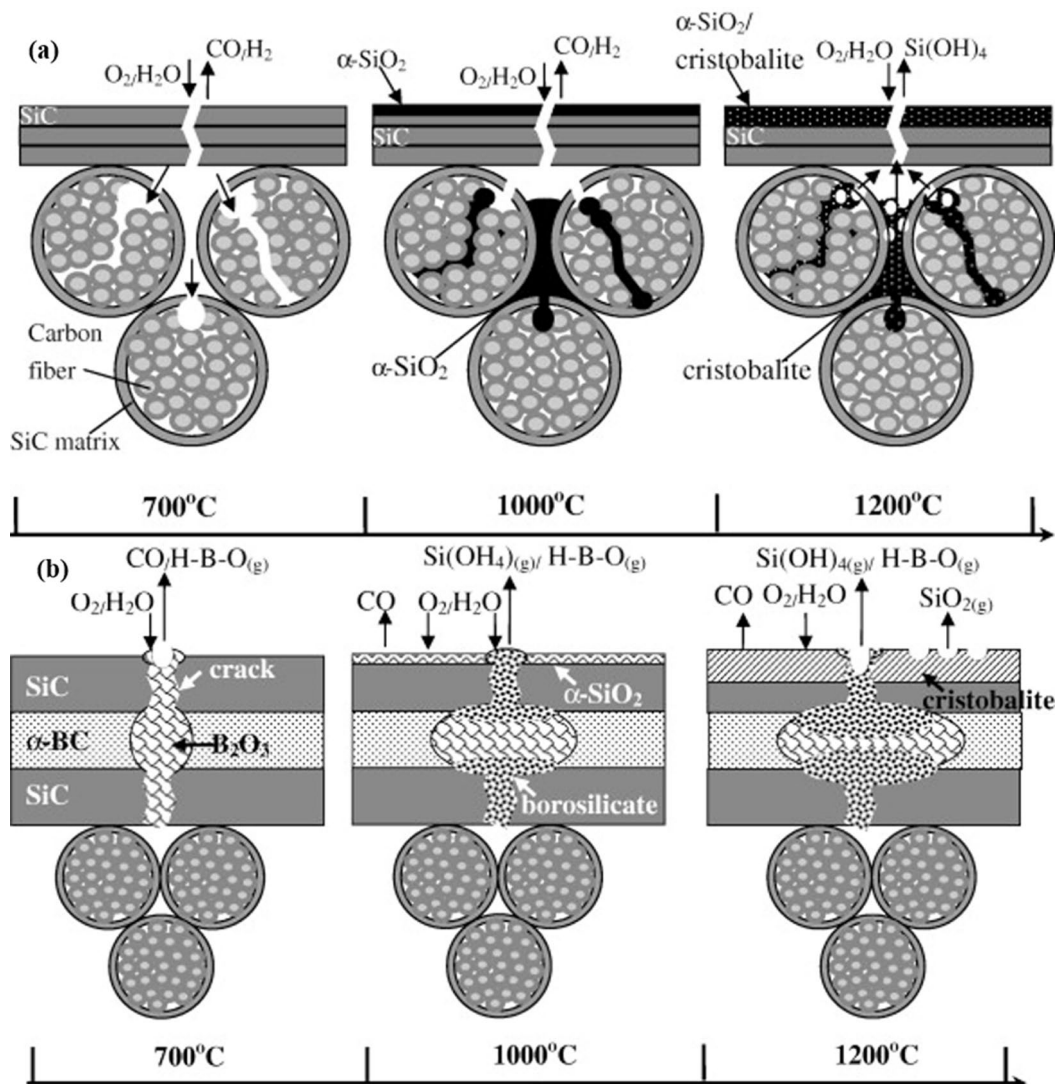 (a)
O2/H2O
CO/H2
SiC
Carbon
fiber
SiC matrix
α-SiO2
O2/H2O
CO/H2
SiC
α-SiO2
α-SiO2/
cristobalite
O2/H2O
Si(OH)4
SiC
cristobalite
700°C
1000°C
1200°C
(b)
CO/H-B-O(g)
O2/H2O
crack
SiC
α-BC
B2O3
SiC
Si(OH4)(g)/ H-B-O(g)
CO
O2/H2O
α-SiO2
borosilicate
Si(OH)4(g)/ H-B-O(g)
CO
O2/H2O
SiO2(g)
cristobalite
700°C
1000°C
1200°C